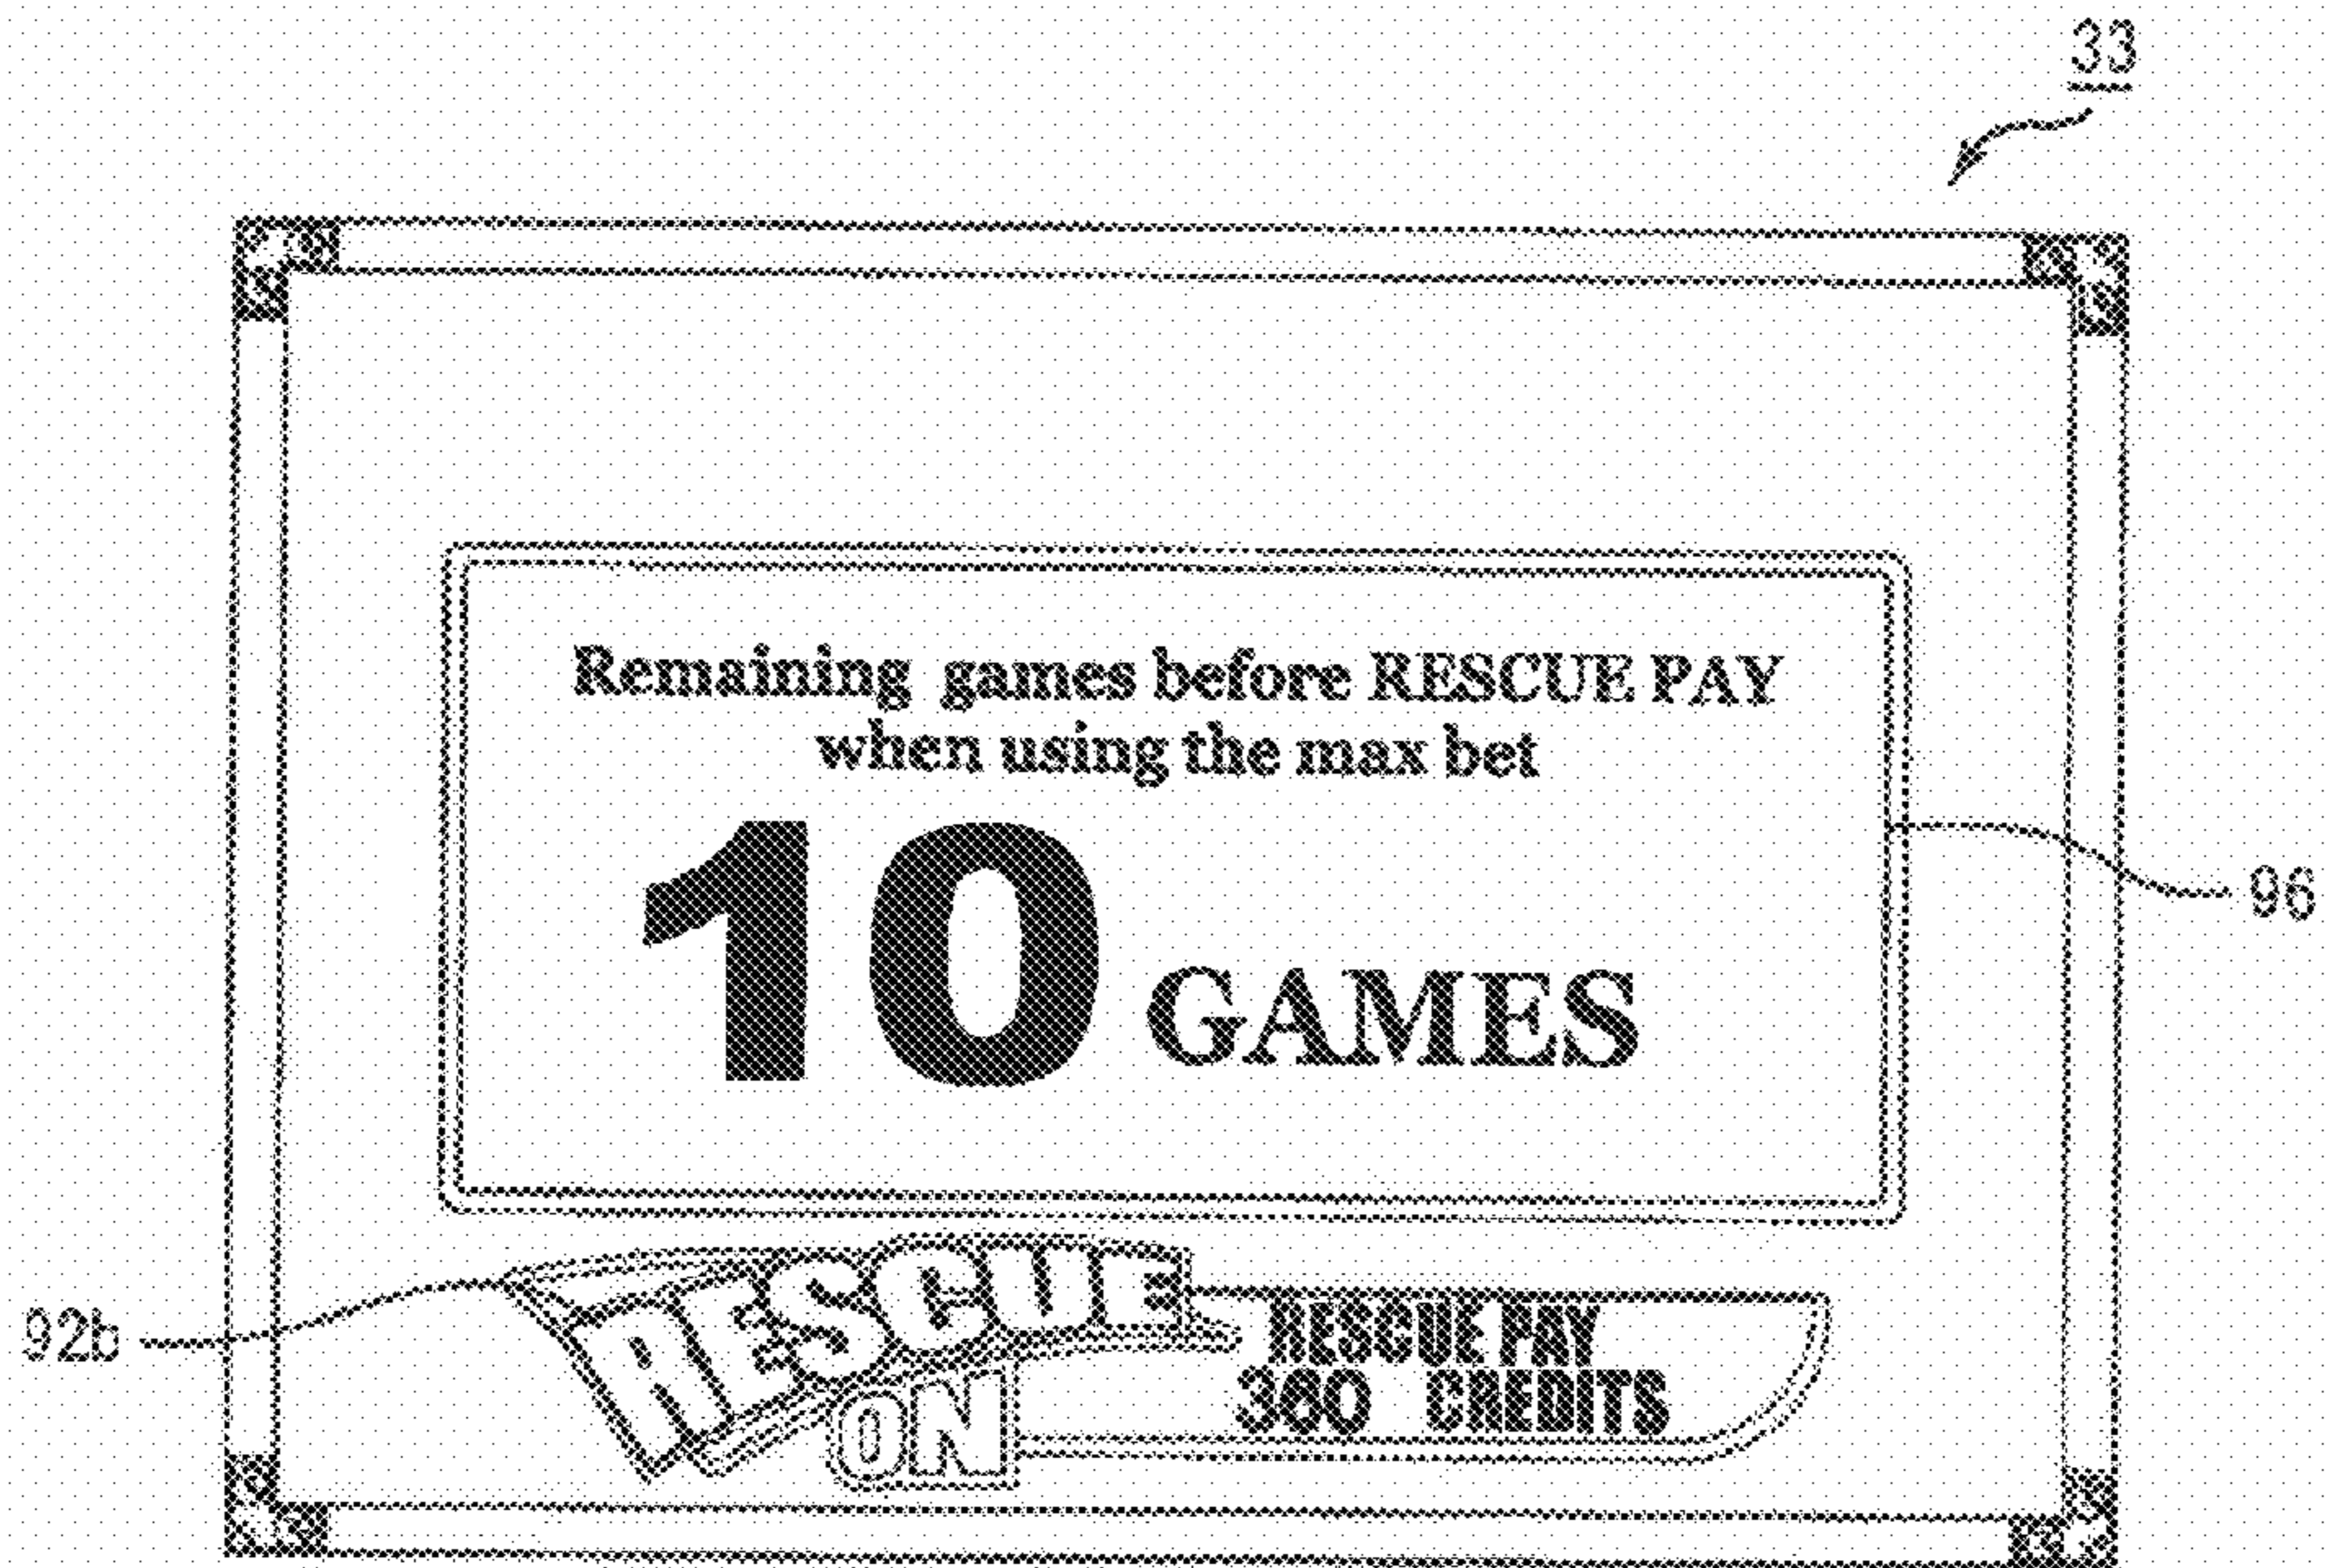 33
Remaining games before RESCUE PAY
when using the max bet
10 GAMES
96
92b
RESCUE
ON
RESCUE PAY
360 CREDITS